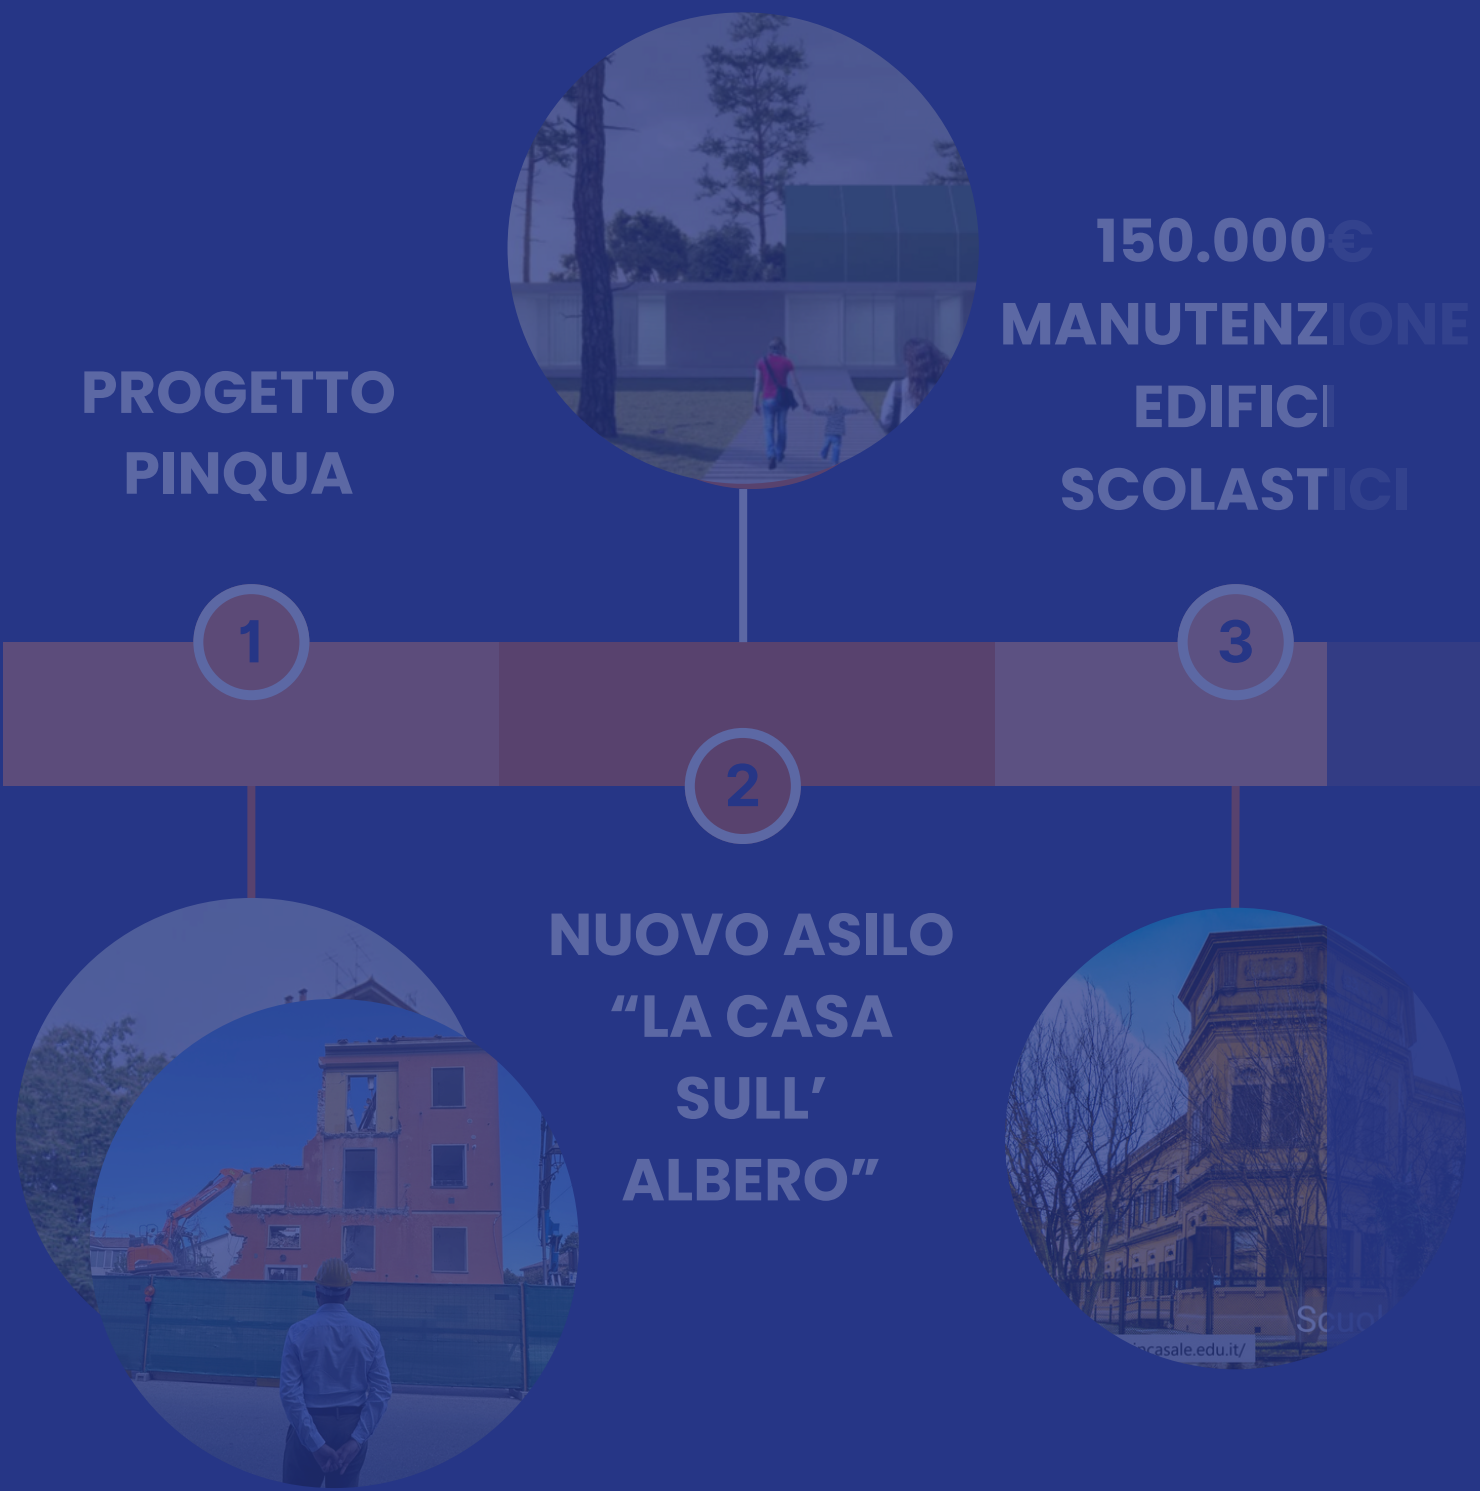 PROGETTO
PINQUA
1
NUOVO ASILO
“LA CASA
SULL’
ALBERO”
2
150.000€
MANUTENZIONE
EDIFICI
SCOLASTICI
3
casale.edu.it/